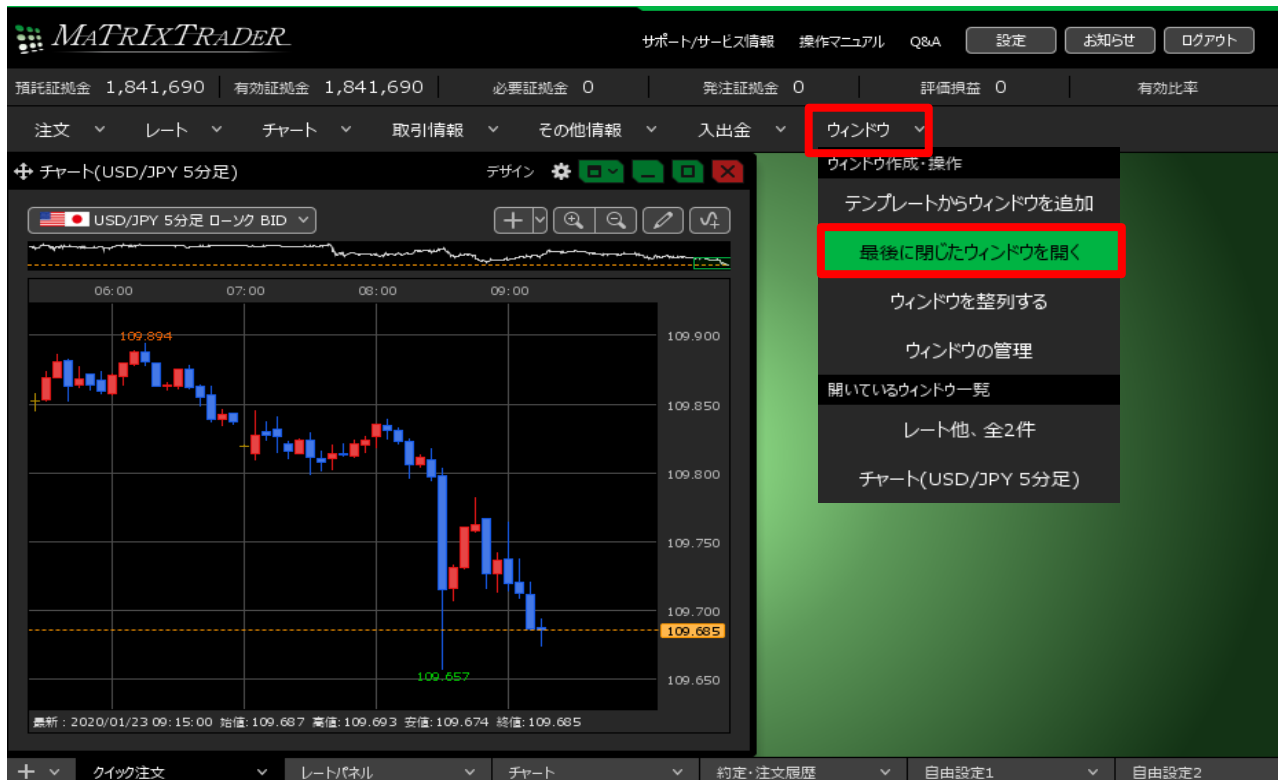 MATRIXTRADER
サポート/サービス情報 操作マニュアル Q&A 設定 お知らせ ログアウト
預託証拠金 1,841,690 有効証拠金 1,841,690 必要証拠金 0 発注証拠金 0 評価損益 0 有効比率
注文 レート チャート 取引情報 その他情報 入出金 ウィンドウ
チャート(USD/JPY 5分足) デザイン
USD/JPY 5分足 ローソク BID
06:00 07:00 08:00 09:00
109.894
109.900
109.850
109.800
109.750
109.700
109.685
109.657
109.650
最新:2020/01/23 09:15:00 始値:109.687 高値:109.693 安値:109.674 終値:109.685
ウィンドウ作成・操作
テンプレートからウィンドウを追加
最後に閉じたウィンドウを開く
ウィンドウを整列する
ウィンドウの管理
開いているウィンドウ一覧
レート他、全2件
チャート(USD/JPY 5分足)
クイック注文 レートパネル チャート 約定・注文履歴 自由設定1 自由設定2